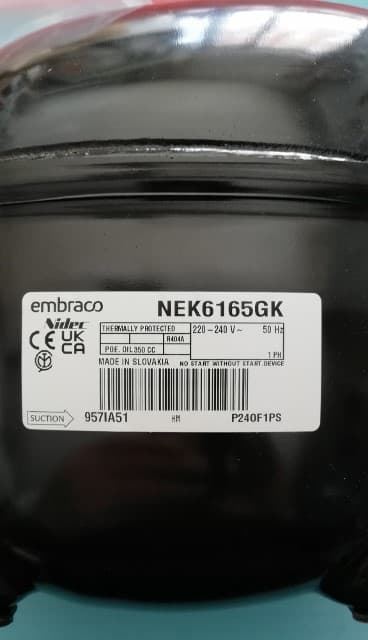 embraco
NEK6165GK
Nidec
THERMALLY PROTECTED
220-240 V~ 50 Hz
R404A
POE. OIL 350 CC
1 PH
CE UK CA
MADE IN SLOVAKIA NO START WITHOUT START.DEVICE
SUCTION
957IA51 HM P240F1PS